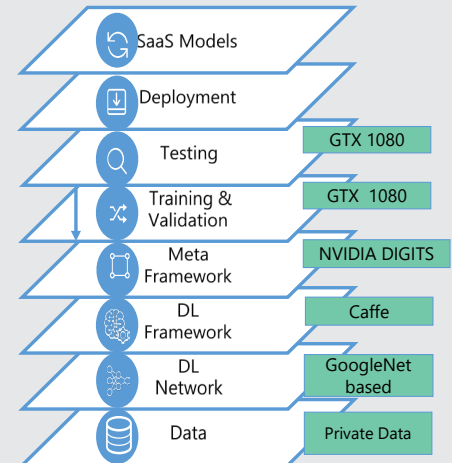 SaaS Models
Deployment
Testing
GTX 1080
Training &
Validation
GTX 1080
Meta
Framework
NVIDIA DIGITS
DL
Framework
Caffe
DL
Network
GoogleNet
based
Data
Private Data